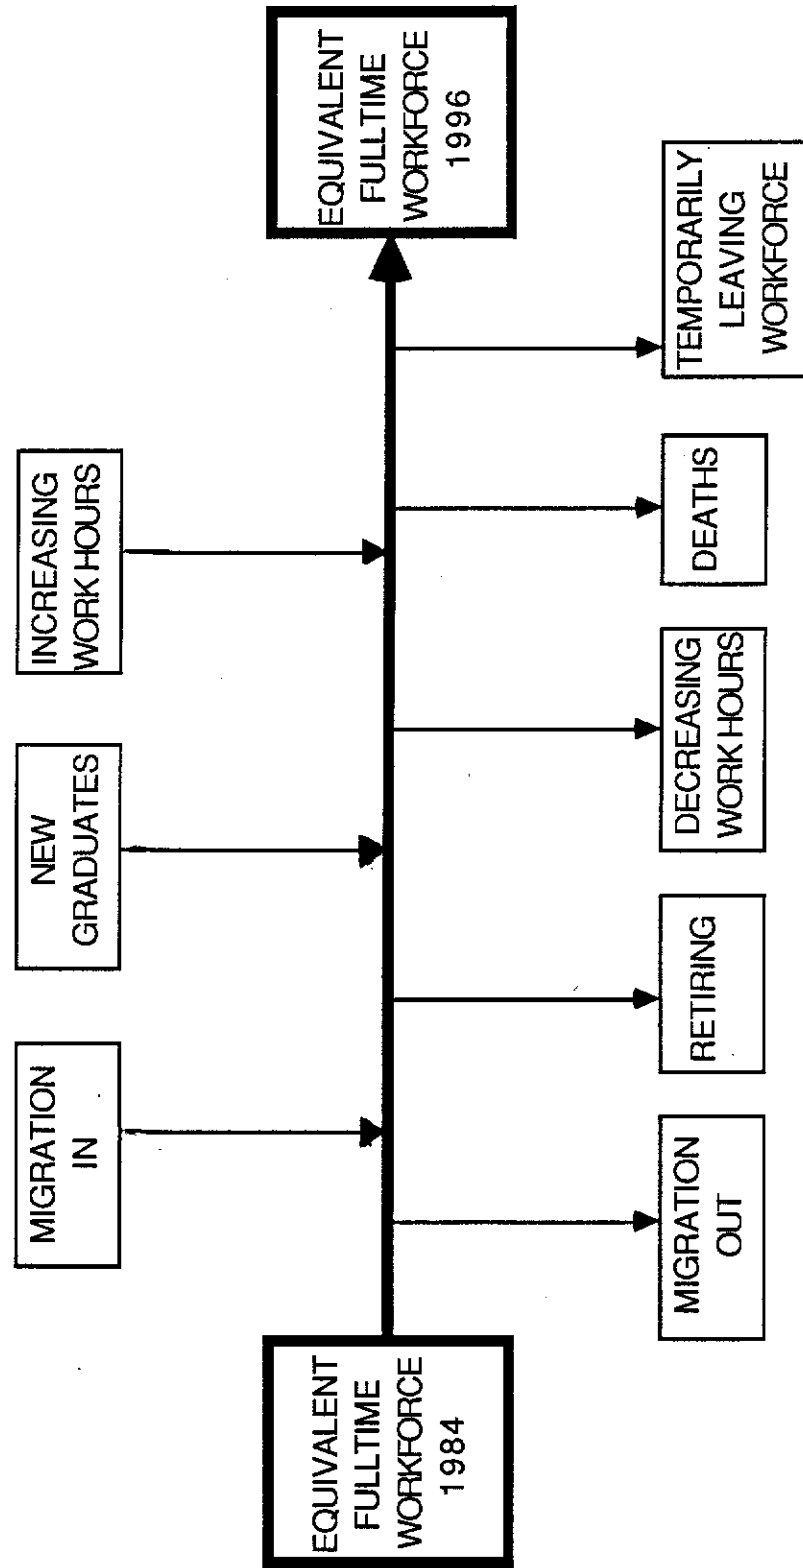 MIGRATION
IN
NEW
GRADUATES
INCREASING
WORK HOURS
EQUIVALENT
FULLTIME
WORKFORCE
1984
EQUIVALENT
FULLTIME
WORKFORCE
1996
MIGRATION
OUT
RETIRING
DECREASING
WORK HOURS
DEATHS
TEMPORARILY
LEAVING
WORKFORCE